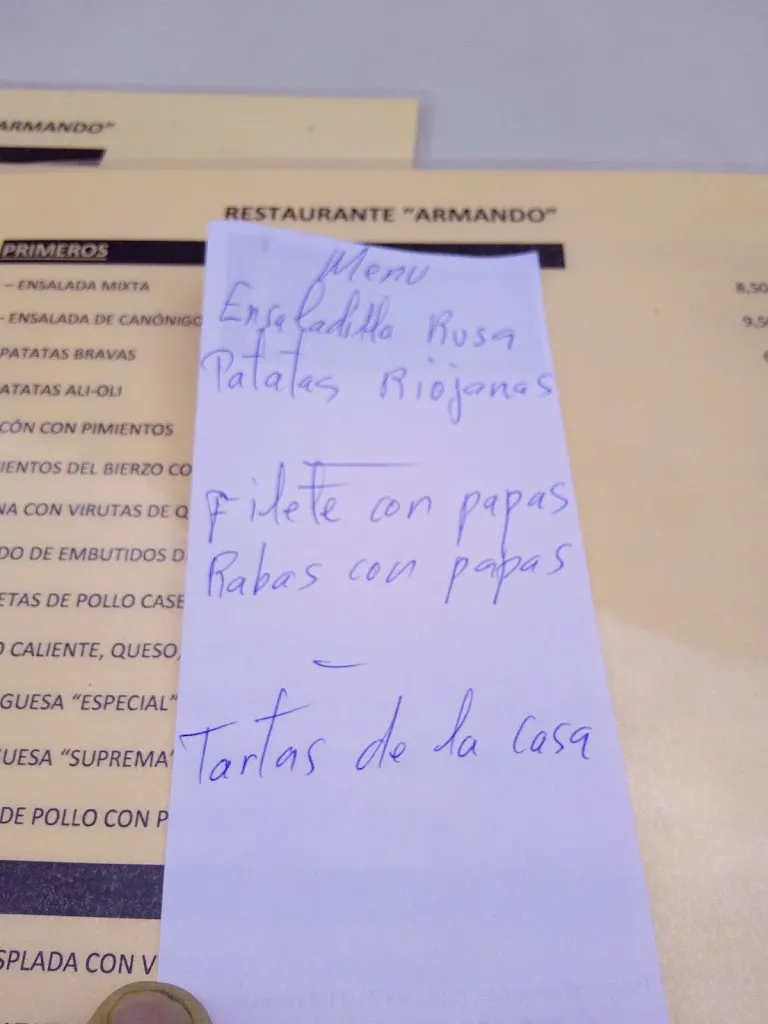 ARMANDO"
RESTAURANTE "ARMANDO"
PRIMEROS
– ENSALADA MIXTA 8,50
- ENSALADA DE CANÓNIGO 9,5
PATATAS BRAVAS
ATATAS ALI-OLI
CÓN CON PIMIENTOS
IENTOS DEL BIERZO CO
NA CON VIRUTAS DE Q
DO DE EMBUTIDOS D
ETAS DE POLLO CASE
O CALIENTE, QUESO,
GUESA "ESPECIAL"
UESA "SUPREMA"
DE POLLO CON P
SPLADA CON V
Menu
Ensaladilla Rusa
Patatas Riojanas
Filete con papas
Rabas con papas
Tartas de la casa